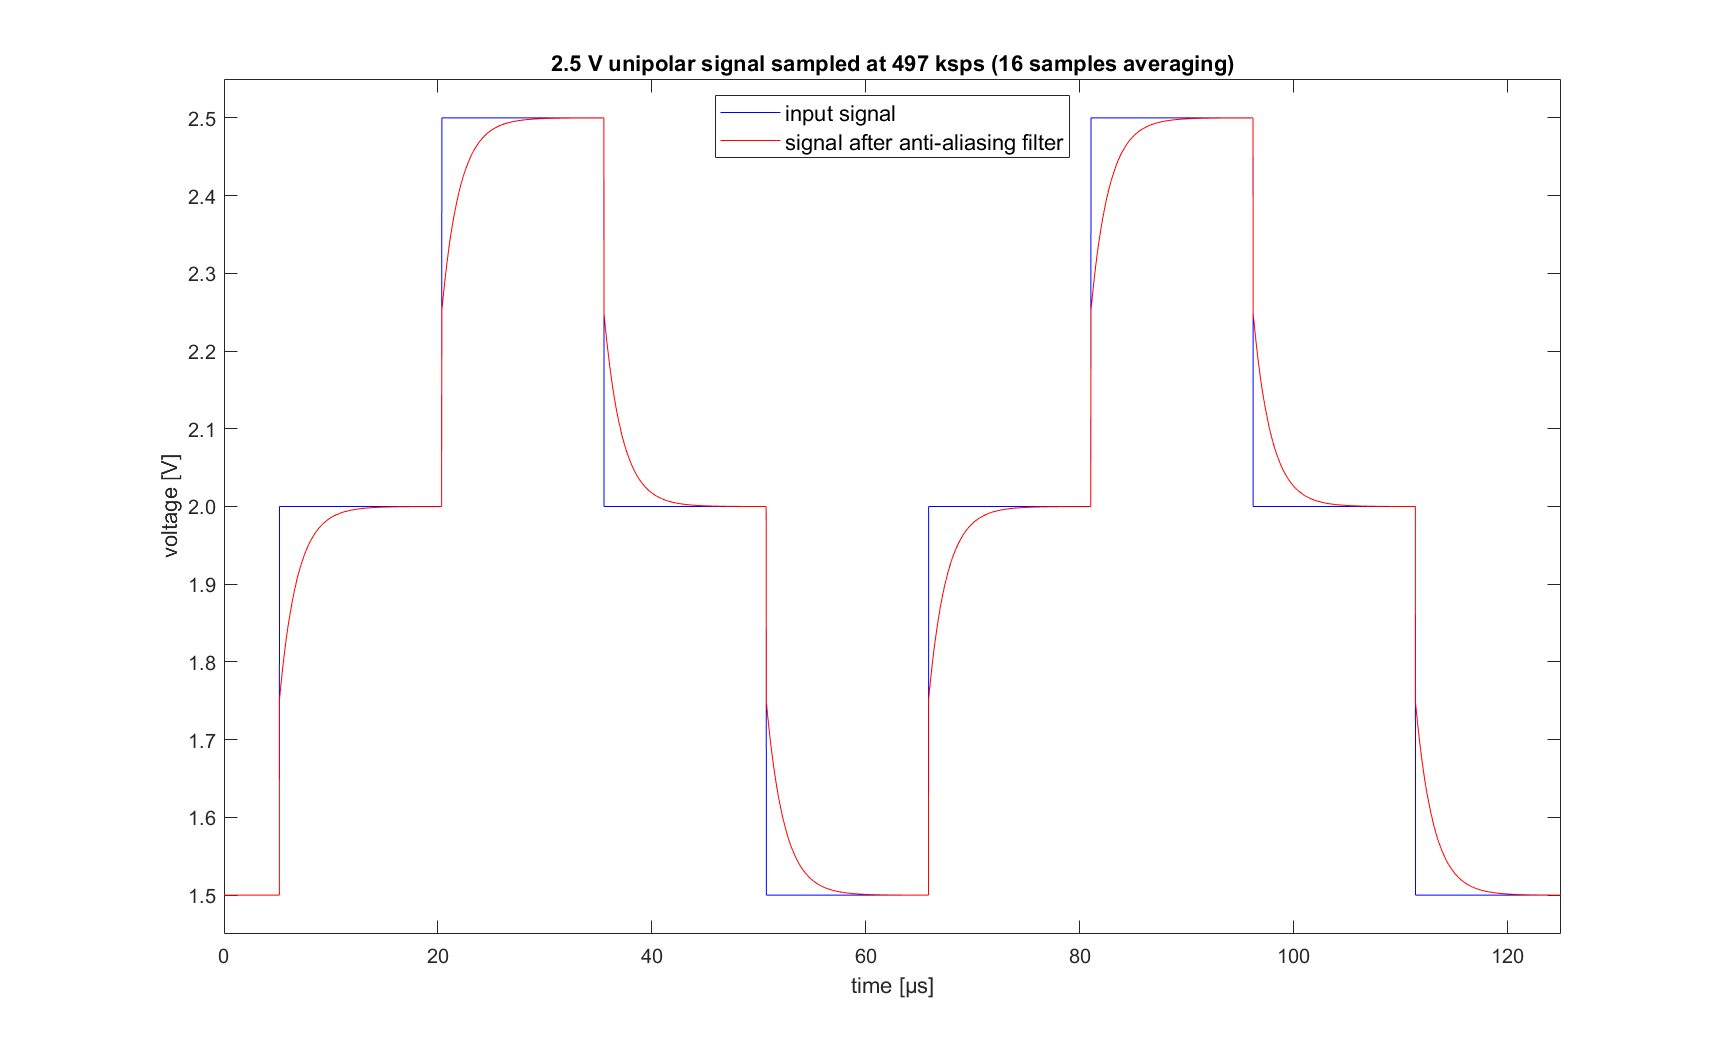 2.5 V unipolar signal sampled at 497 ksps (16 samples averaging)
input signal
signal after anti-aliasing filter
2.5
2.4
2.3
2.2
2.1
2.0
1.9
1.8
1.7
1.6
1.5
voltage [V]
0 20 40 60 80 100 120
time [µs]